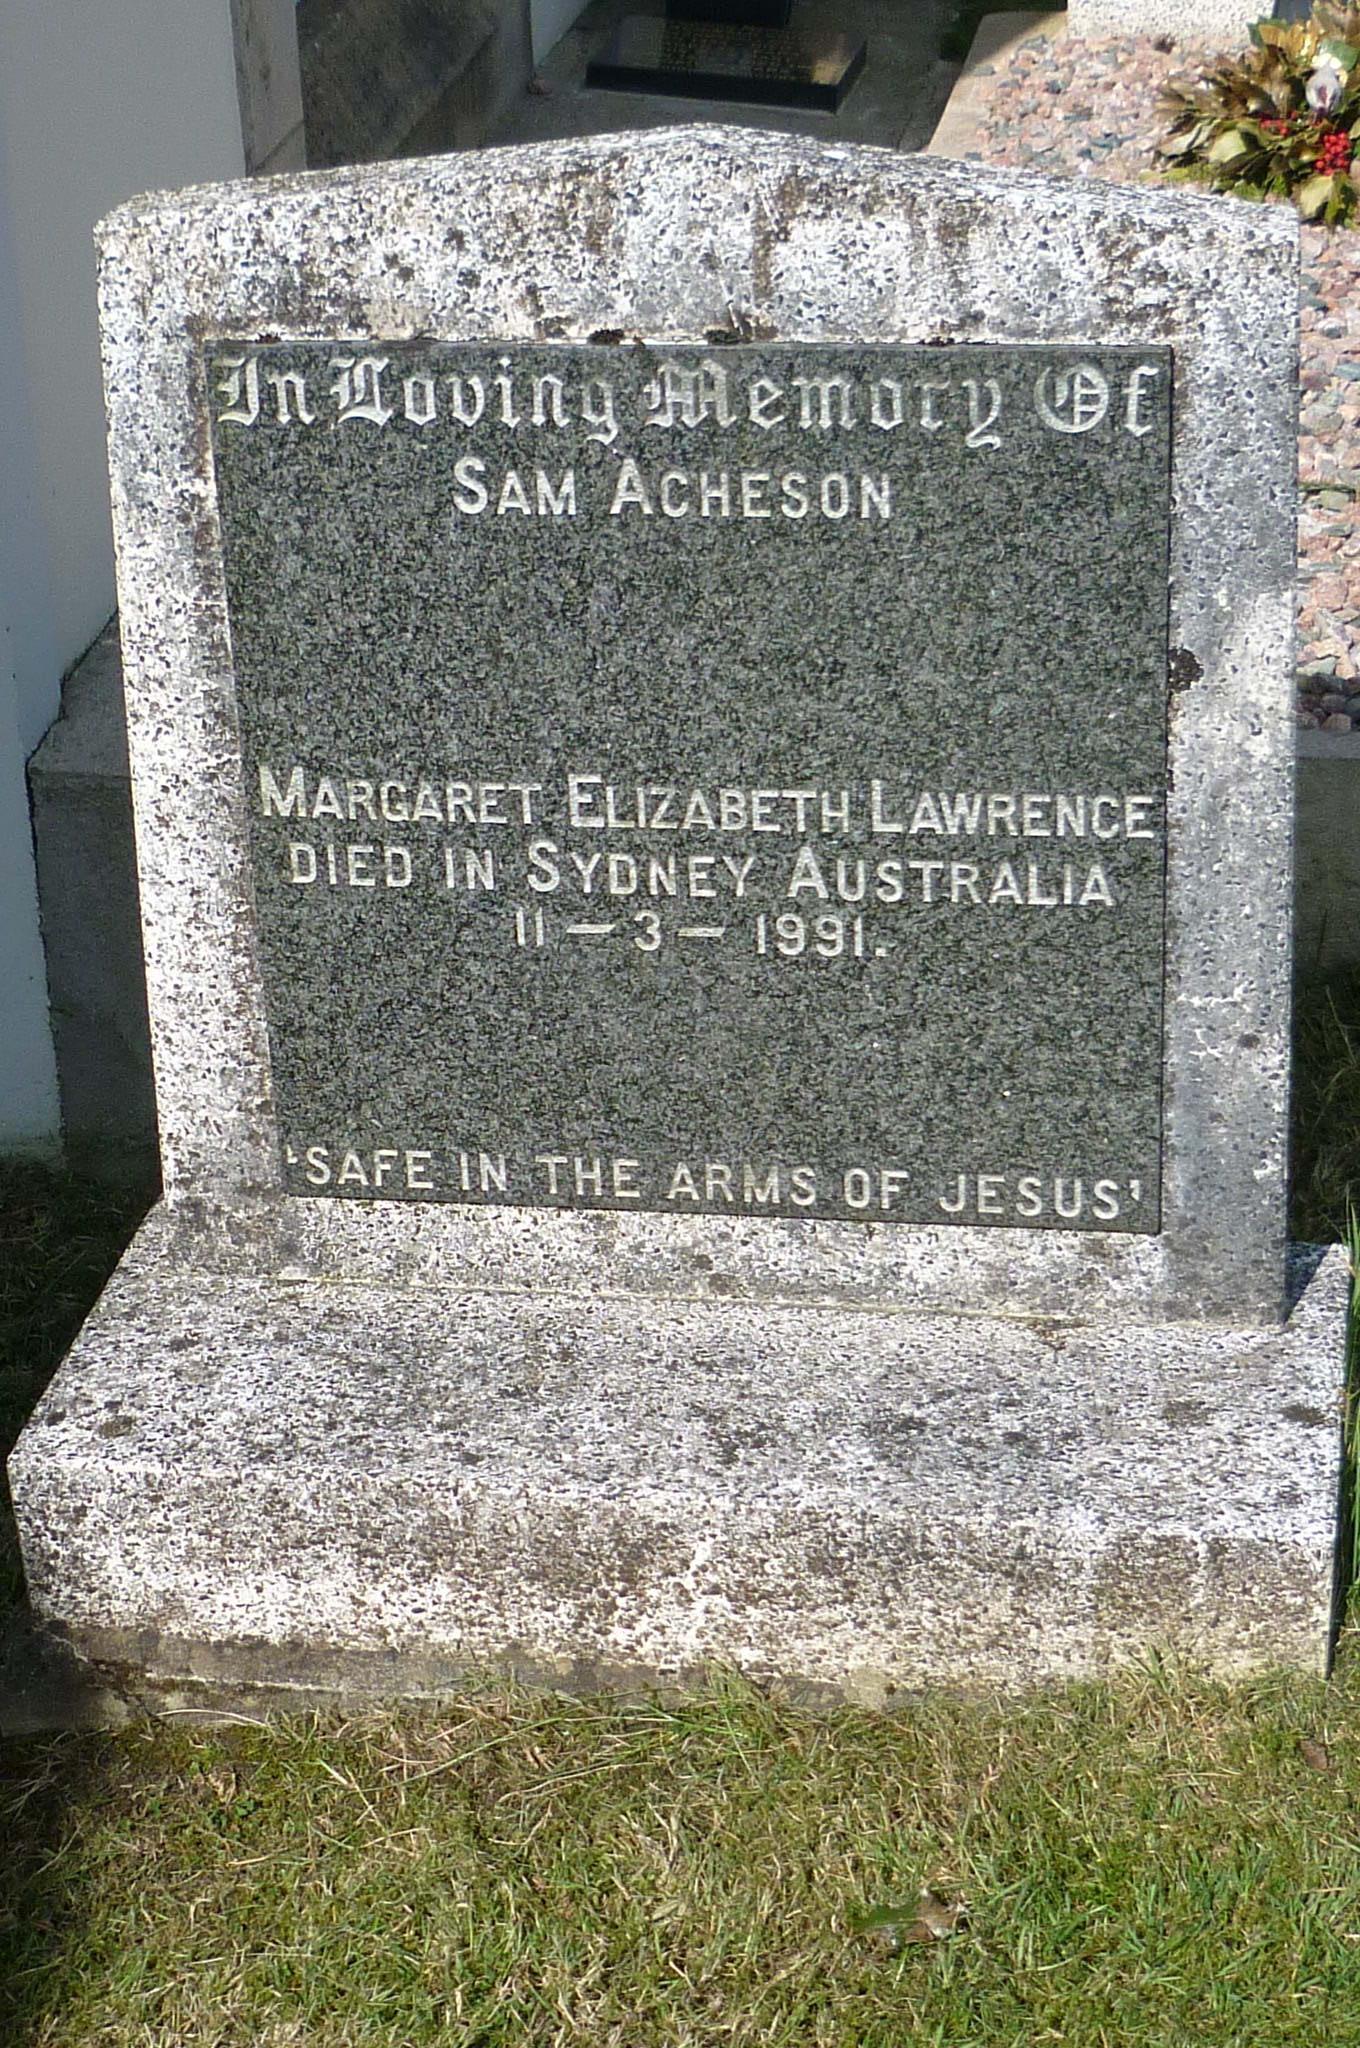 In Loving Memory Of
SAM ACHESON
MARGARET ELIZABETH LAWRENCE
DIED IN SYDNEY AUSTRALIA
11 – 3 – 1991.
'SAFE IN THE ARMS OF JESUS'